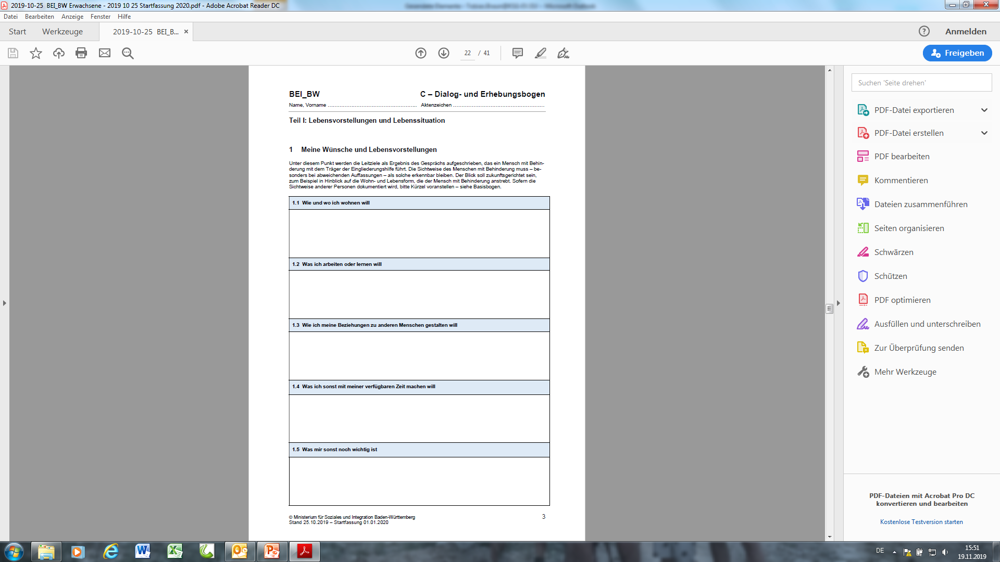 2019-10-25 BEI_BW Erwachsene - 2019 10 25 Startfassung 2020.pdf - Adobe Acrobat Reader DC
Datei Bearbeiten Anzeige Fenster Hilfe
Start Werkzeuge 2019-10-25 BEI_B... × ? Anmelden
22 / 41 Freigeben
BEI_BW C – Dialog- und Erhebungsbogen
Name, Vorname ………………………………………….. Aktenzeichen ………………………………………………
Teil I: Lebensvorstellungen und Lebenssituation
1 Meine Wünsche und Lebensvorstellungen
Unter diesem Punkt werden die Leitziele als Ergebnis des Gesprächs aufgeschrieben, das ein Mensch mit Behin-
derung mit dem Träger der Eingliederungshilfe führt. Die Sichtweise des Menschen mit Behinderung muss – be-
sonders bei abweichenden Auffassungen – als solche erkennbar bleiben. Der Blick soll zukunftsgerichtet sein,
zum Beispiel in Hinblick auf die Wohn- und Lebensform, die der Mensch mit Behinderung anstrebt. Sofern die
Sichtweise anderer Personen dokumentiert wird, bitte Kürzel voranstellen – siehe Basisbogen.
1.1 Wie und wo ich wohnen will
1.2 Was ich arbeiten oder lernen will
1.3 Wie ich meine Beziehungen zu anderen Menschen gestalten will
1.4 Was ich sonst mit meiner verfügbaren Zeit machen will
1.5 Was mir sonst noch wichtig ist
© Ministerium für Soziales und Integration Baden-Württemberg
Stand 25.10.2019 – Startfassung 01.01.2020
3
Suchen 'Seite drehen'
PDF-Datei exportieren
PDF-Datei erstellen
PDF bearbeiten
Kommentieren
Dateien zusammenführen
Seiten organisieren
Schwärzen
Schützen
PDF optimieren
Ausfüllen und unterschreiben
Zur Überprüfung senden
Mehr Werkzeuge
PDF-Dateien mit Acrobat Pro DC
konvertieren und bearbeiten
Kostenlose Testversion starten
DE
15:51
19.11.2019